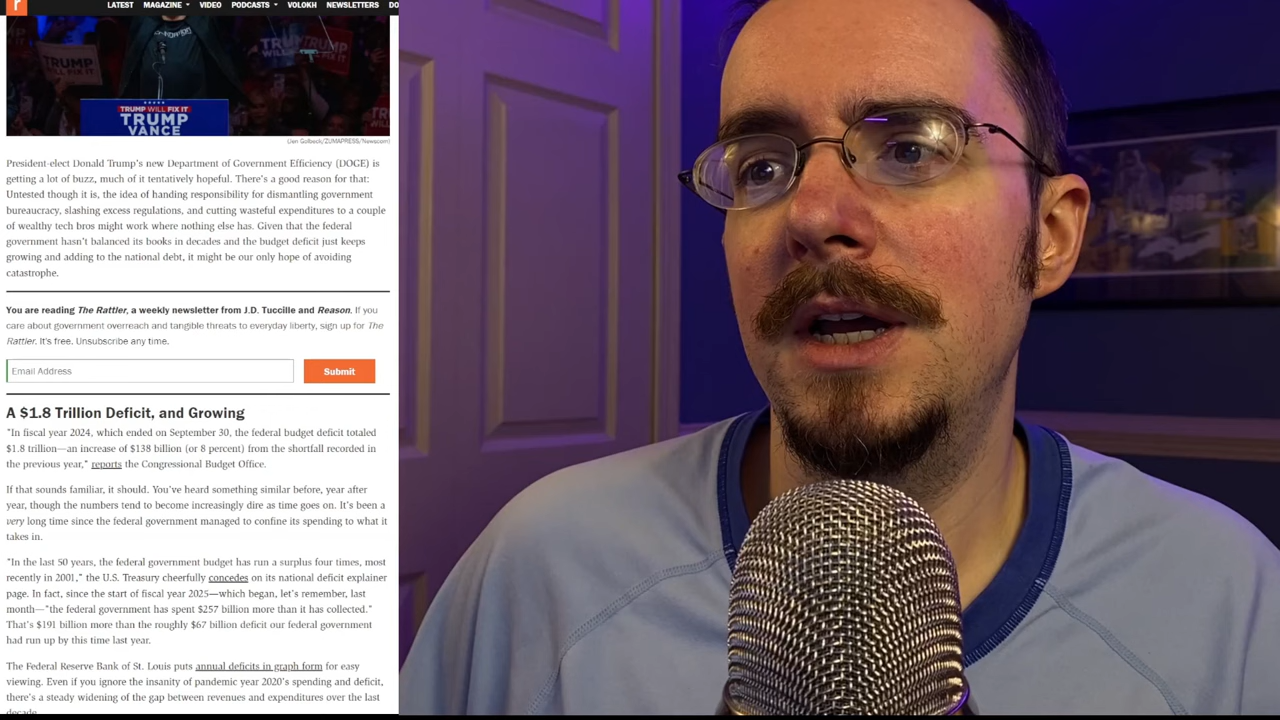 r
LATEST MAGAZINE VIDEO PODCASTS VOLOKH NEWSLETTERS DO
TRUMP WILL FIX IT
TRUMP
VANCE
President-elect Donald Trump's new Department of Government Efficiency (DOGE) is
getting a lot of buzz, much of it tentatively hopeful. There's a good reason for that:
Untested though it is, the idea of handing responsibility for dismantling government
bureaucracy, slashing excess regulations, and cutting wasteful expenditures to a couple
of wealthy tech bros might work where nothing else has. Given that the federal
government hasn't balanced its books in decades and the budget deficit just keeps
growing and adding to the national debt, it might be our only hope of avoiding
catastrophe.
You are reading The Rattler, a weekly newsletter from J.D. Tuccille and Reason. If you
care about government overreach and tangible threats to everyday liberty, sign up for The
Rattler. It's free. Unsubscribe any time.
Email Address
Submit
A $1.8 Trillion Deficit, and Growing
"In fiscal year 2024, which ended on September 30, the federal budget deficit totaled
$1.8 trillion—an increase of $138 billion (or 8 percent) from the shortfall recorded in
the previous year," reports the Congressional Budget Office.
If that sounds familiar, it should. You've heard something similar before, year after
year, though the numbers tend to become increasingly dire as time goes on. It's been a
very long time since the federal government managed to confine its spending to what it
takes in.
"In the last 50 years, the federal government budget has run a surplus four times, most
recently in 2001," the U.S. Treasury cheerfully concedes on its national deficit explainer
page. In fact, since the start of fiscal year 2025—which began, let's remember, last
month—"the federal government has spent $257 billion more than it has collected."
That's $191 billion more than the roughly $67 billion deficit our federal government
had run up by this time last year.
The Federal Reserve Bank of St. Louis puts annual deficits in graph form for easy
viewing. Even if you ignore the insanity of pandemic year 2020's spending and deficit,
there's a steady widening of the gap between revenues and expenditures over the last
decade.